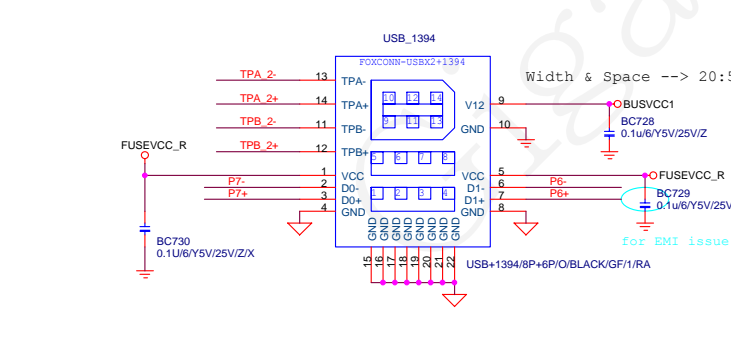 USB_1394
FOXCONN-USBX2+1394
Width & Space --> 20:5
TPA_2- 13 TPA-
TPA_2+ 14 TPA+
TPB_2- 11 TPB-
TPB_2+ 12 TPB+
10 12 14
9 11 13
V12 9 BUSVCC1
GND 10
BC728
0.1u/6/Y5V/25V/Z
FUSEVCC_R
5 6 7 8
1 2 3 4
1 VCC
P7- 2 D0-
P7+ 3 D0+
4 GND
VCC 5 FUSEVCC_R
D1- 6 P6-
D1+ 7 P6+
GND 8
BC729
0.1u/6/Y5V/25V
for EMI issue
BC730
0.1U/6/Y5V/25V/Z/X
GND GND GND GND GND GND GND GND
15 16 17 18 19 20 21 22
USB+1394/8P+6P/O/BLACK/GF/1/RA